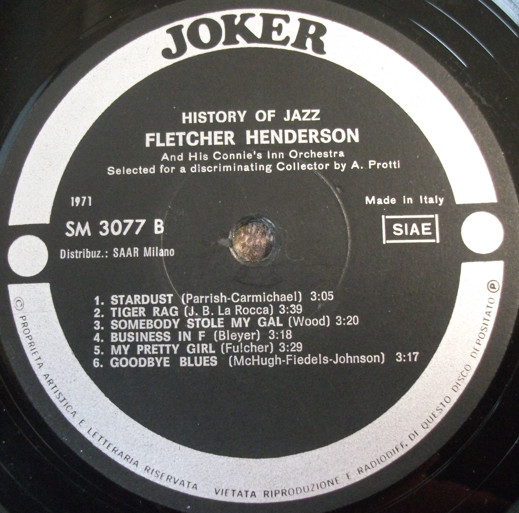 JOKER
HISTORY OF JAZZ
FLETCHER HENDERSON
And His Connie's Inn Orchestra
Selected for a discriminating Collector by A. Protti
1971
Made in Italy
SM 3077 B
SIAE
Distribuz.: SAAR Milano
1. STARDUST (Parrish-Carmichael) 3:05
2. TIGER RAG (J. B. La Rocca) 3:39
3. SOMEBODY STOLE MY GAL (Wood) 3:20
4. BUSINESS IN F (Bleyer) 3:18
5. MY PRETTY GIRL (Fulcher) 3:29
6. GOODBYE BLUES (McHugh-Fiedels-Johnson) 3:17
© PROPRIETA ARTISTICA E LETTERARIA RISERVATA VIETATA RIPRODUZIONE E RADIODIFF. DI QUESTO DISCO DEPOSITATO ℗